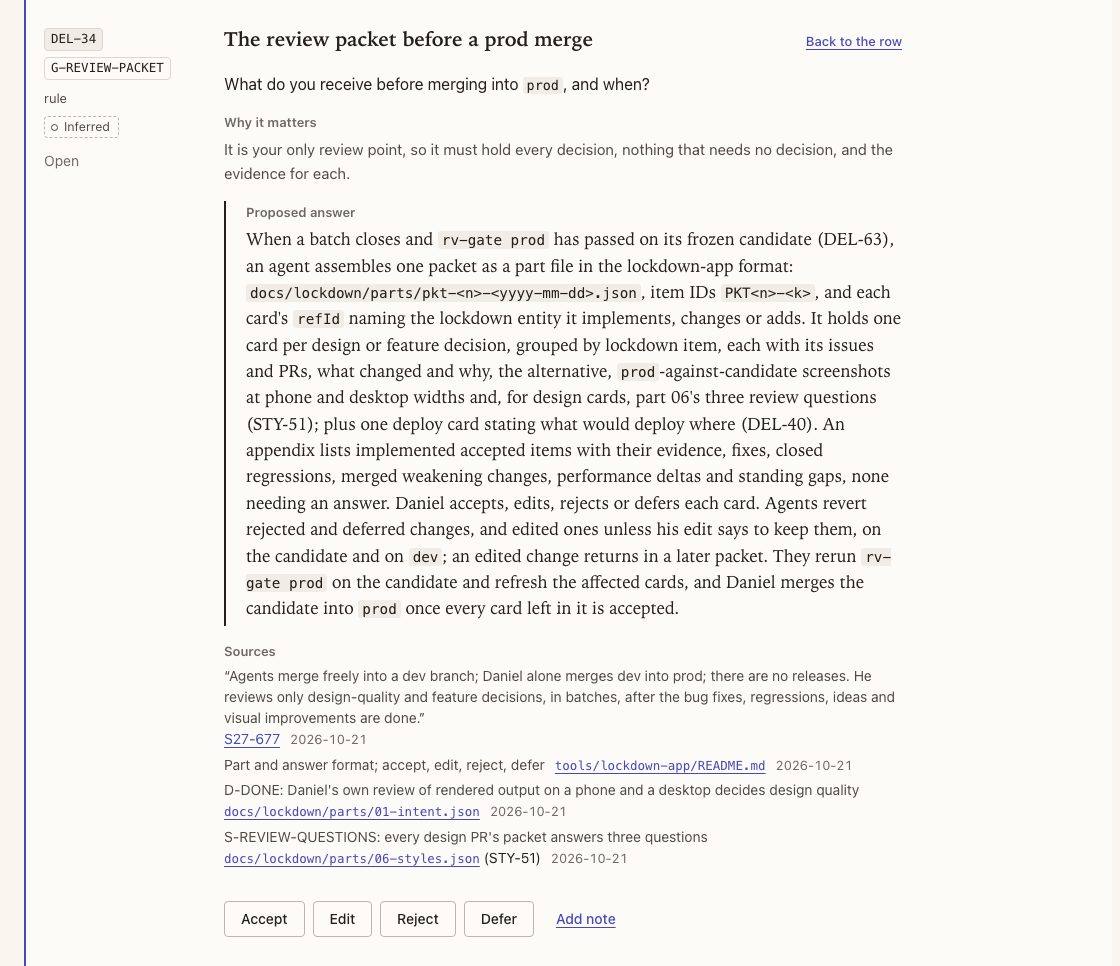 DEL-34
G-REVIEW-PACKET
rule
Inferred
Open
The review packet before a prod merge
Back to the row
What do you receive before merging into prod, and when?
Why it matters
It is your only review point, so it must hold every decision, nothing that needs no decision, and the
evidence for each.
Proposed answer
When a batch closes and rv-gate prod has passed on its frozen candidate (DEL-63),
an agent assembles one packet as a part file in the lockdown-app format:
docs/lockdown/parts/pkt-<n>-<yyyy-mm-dd>.json, item IDs PKT<n>-<k>, and each
card's refId naming the lockdown entity it implements, changes or adds. It holds one
card per design or feature decision, grouped by lockdown item, each with its issues
and PRs, what changed and why, the alternative, prod-against-candidate screenshots
at phone and desktop widths and, for design cards, part 06's three review questions
(STY-51); plus one deploy card stating what would deploy where (DEL-40). An
appendix lists implemented accepted items with their evidence, fixes, closed
regressions, merged weakening changes, performance deltas and standing gaps, none
needing an answer. Daniel accepts, edits, rejects or defers each card. Agents revert
rejected and deferred changes, and edited ones unless his edit says to keep them, on
the candidate and on dev; an edited change returns in a later packet. They rerun rv-
gate prod on the candidate and refresh the affected cards, and Daniel merges the
candidate into prod once every card left in it is accepted.
Sources
“Agents merge freely into a dev branch; Daniel alone merges dev into prod; there are no releases. He
reviews only design-quality and feature decisions, in batches, after the bug fixes, regressions, ideas and
visual improvements are done.”
S27-677 2026-10-21
Part and answer format; accept, edit, reject, defer tools/lockdown-app/README.md 2026-10-21
D-DONE: Daniel's own review of rendered output on a phone and a desktop decides design quality
docs/lockdown/parts/01-intent.json 2026-10-21
S-REVIEW-QUESTIONS: every design PR's packet answers three questions
docs/lockdown/parts/06-styles.json (STY-51) 2026-10-21
Accept Edit Reject Defer Add note